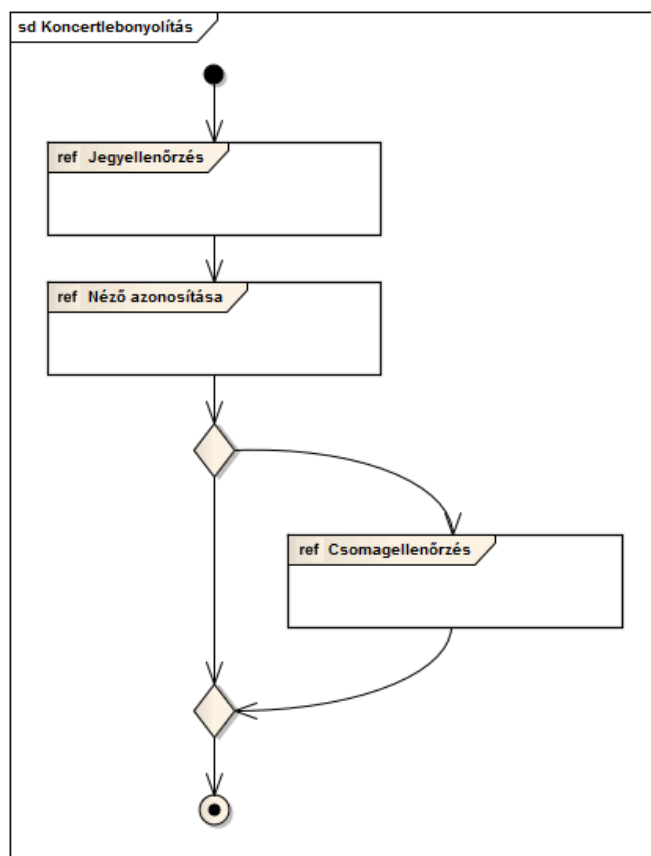 sd Koncertlebonyolítás
ref Jegyellenőrzés
ref Néző azonosítása
ref Csomagellenőrzés